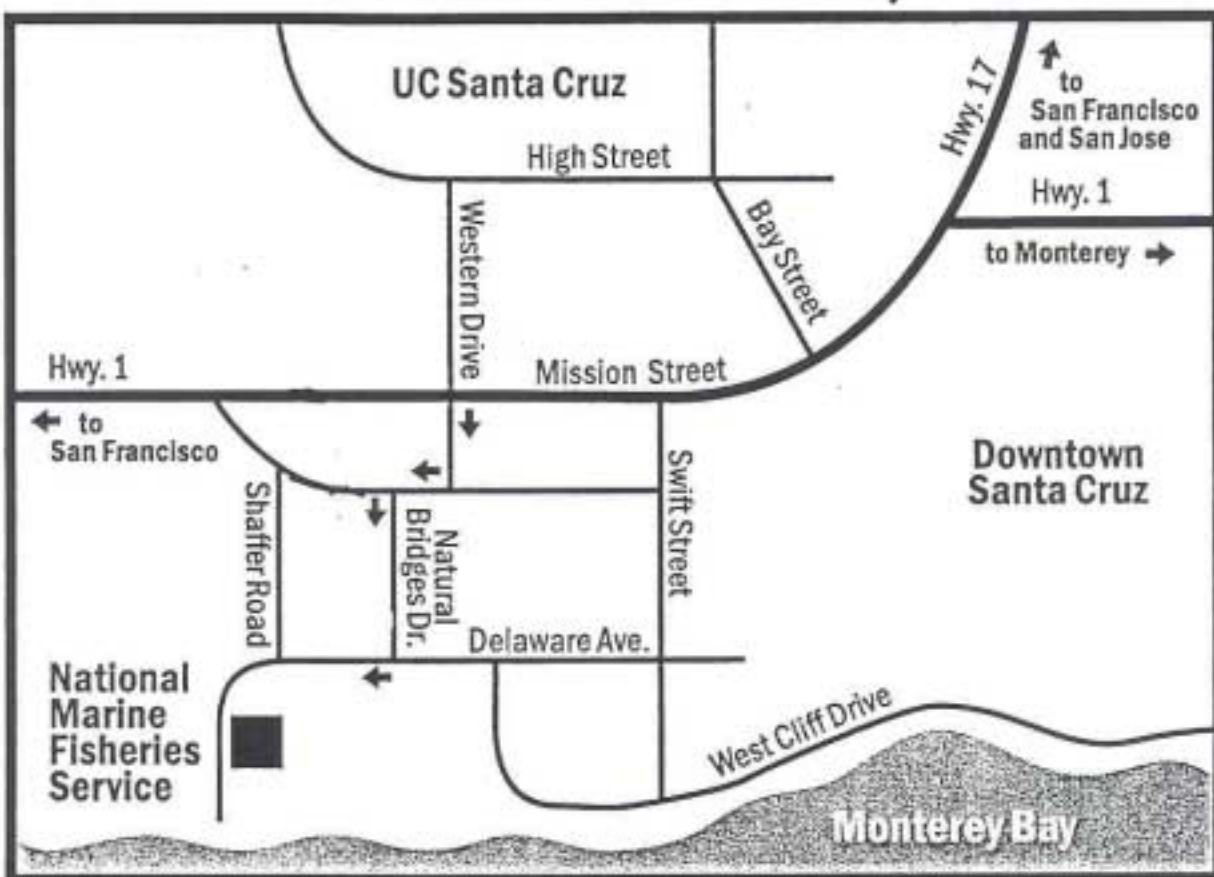 UC Santa Cruz
High Street
Hwy. 17
to
San Francisco
and San Jose
Hwy. 1
to Monterey
Western Drive
Bay Street
Hwy. 1
Mission Street
to
San Francisco
Shaffer Road
Natural
Bridges Dr.
Swift Street
Downtown
Santa Cruz
Delaware Ave.
National
Marine
Fisheries
Service
West Cliff Drive
Monterey Bay